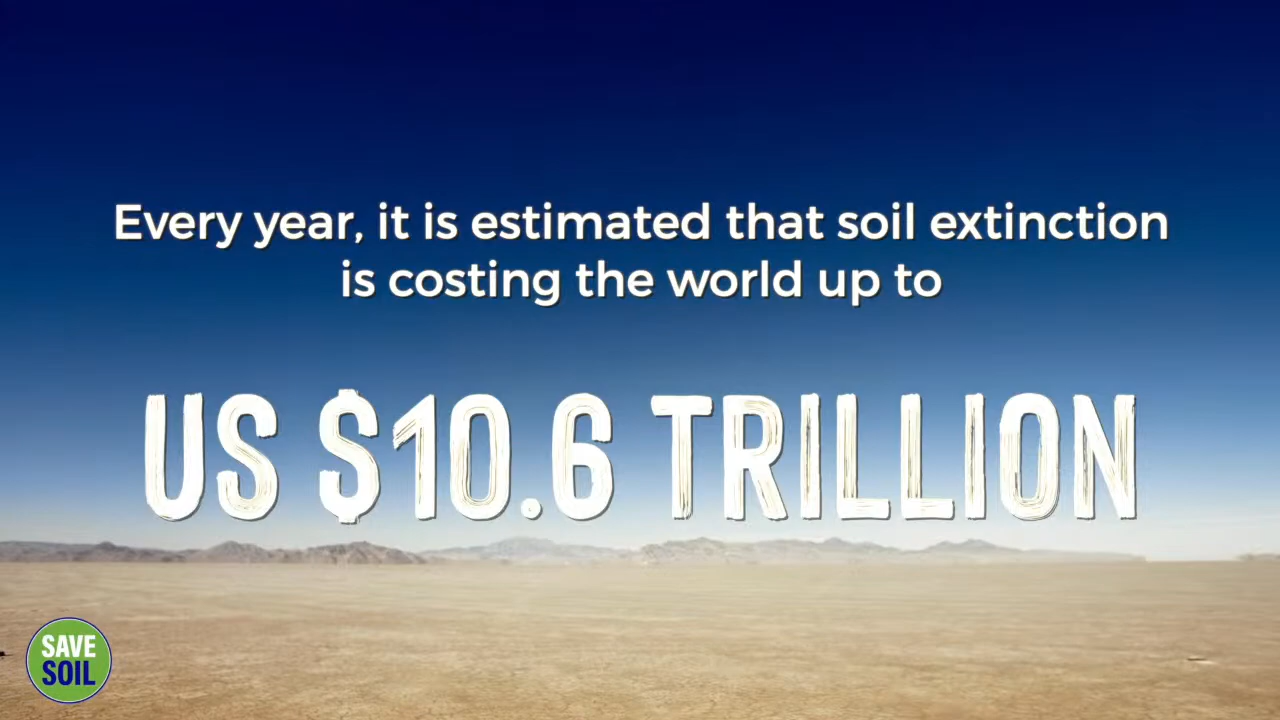 Every year, it is estimated that soil extinction
is costing the world up to
US $10.6 TRILLION
SAVE
SOIL